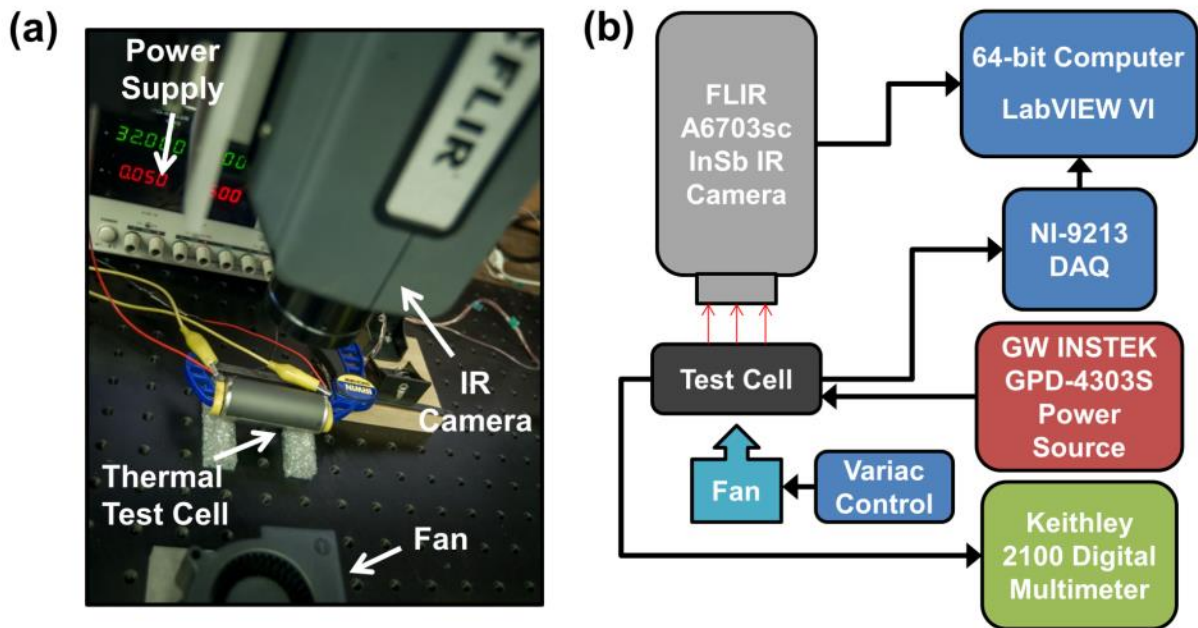 (a)
Power
Supply
32.000
0.050
FLIR
IR
Camera
Thermal
Test Cell
Fan
(b)
FLIR
A6703sc
InSb IR
Camera
64-bit Computer
LabVIEW VI
NI-9213
DAQ
Test Cell
GW INSTEK
GPD-4303S
Power
Source
Fan
Variac
Control
Keithley
2100 Digital
Multimeter